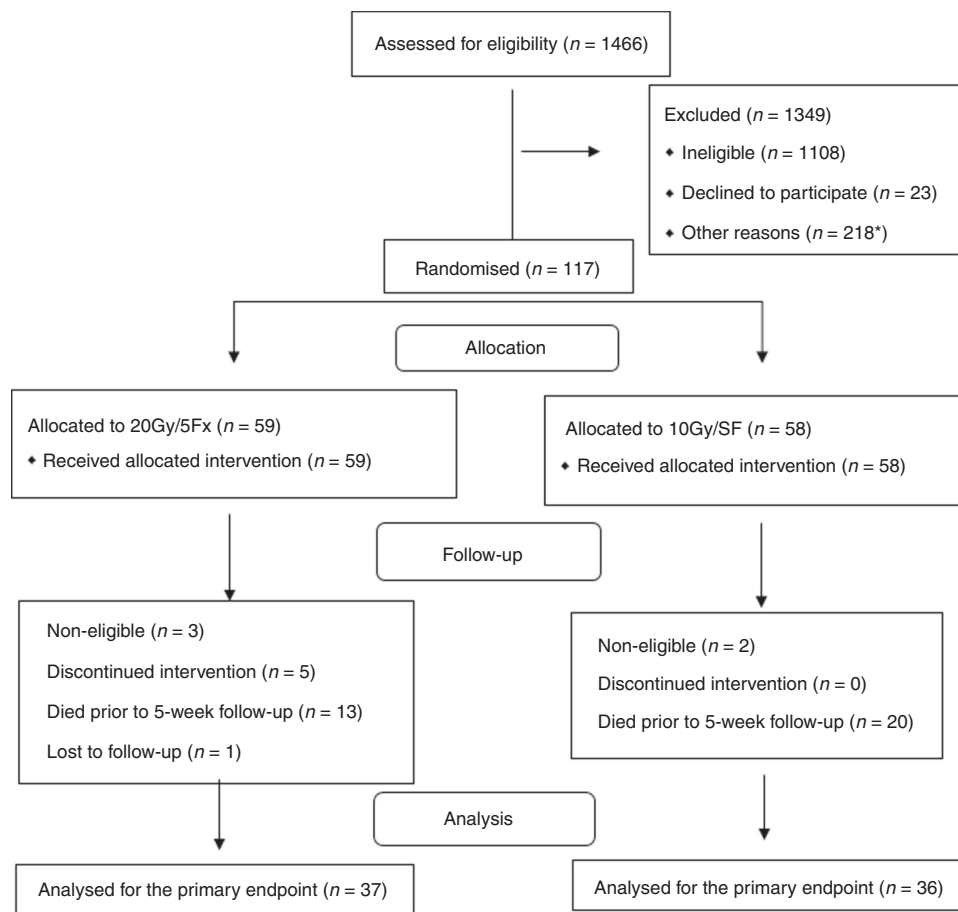 Assessed for eligibility (n = 1466)
Excluded (n = 1349)
♦ Ineligible (n = 1108)
♦ Declined to participate (n = 23)
♦ Other reasons (n = 218*)
Randomised (n = 117)
Allocation
Allocated to 20Gy/5Fx (n = 59)
♦ Received allocated intervention (n = 59)
Allocated to 10Gy/SF (n = 58)
♦ Received allocated intervention (n = 58)
Follow-up
Non-eligible (n = 3)
Discontinued intervention (n = 5)
Died prior to 5-week follow-up (n = 13)
Lost to follow-up (n = 1)
Non-eligible (n = 2)
Discontinued intervention (n = 0)
Died prior to 5-week follow-up (n = 20)
Analysis
Analysed for the primary endpoint (n = 37)
Analysed for the primary endpoint (n = 36)